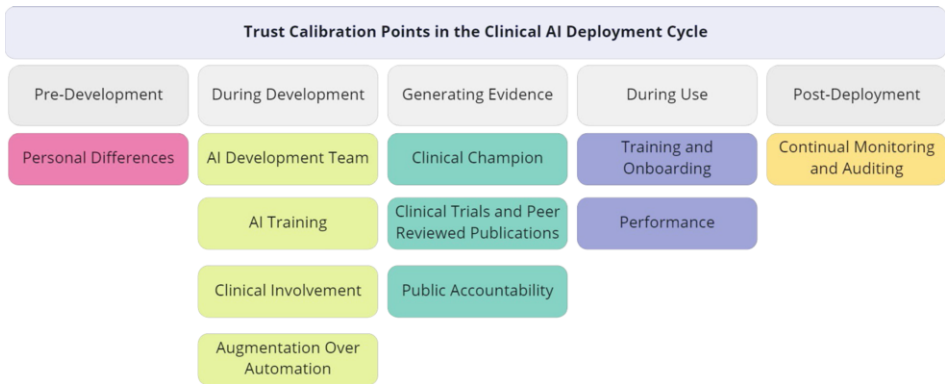 Trust Calibration Points in the Clinical AI Deployment Cycle
Pre-Development
During Development
Generating Evidence
During Use
Post-Deployment
Personal Differences
AI Development Team
Clinical Champion
Training and
Onboarding
Continual Monitoring
and Auditing
AI Training
Clinical Trials and Peer
Reviewed Publications
Performance
Clinical Involvement
Public Accountability
Augmentation Over
Automation